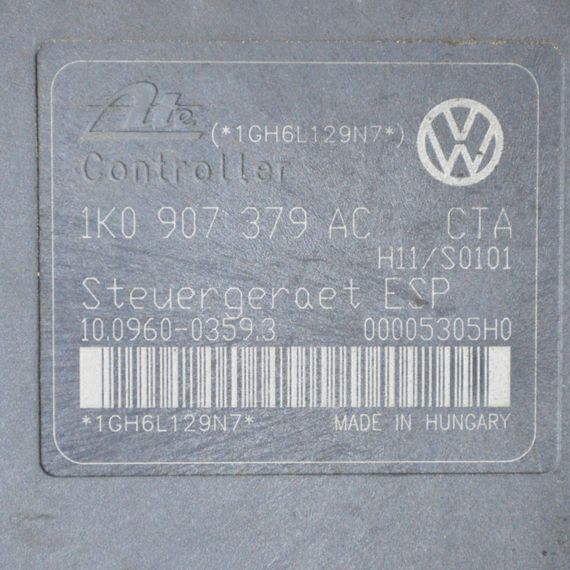 Ate (*1GH6L129N7*)
Controller
1K0 907 379 AC CTA
H11/S0101
Steuergeraet ESP
10.0960-0359.3 00005305H0
*1GH6L129N7* MADE IN HUNGARY